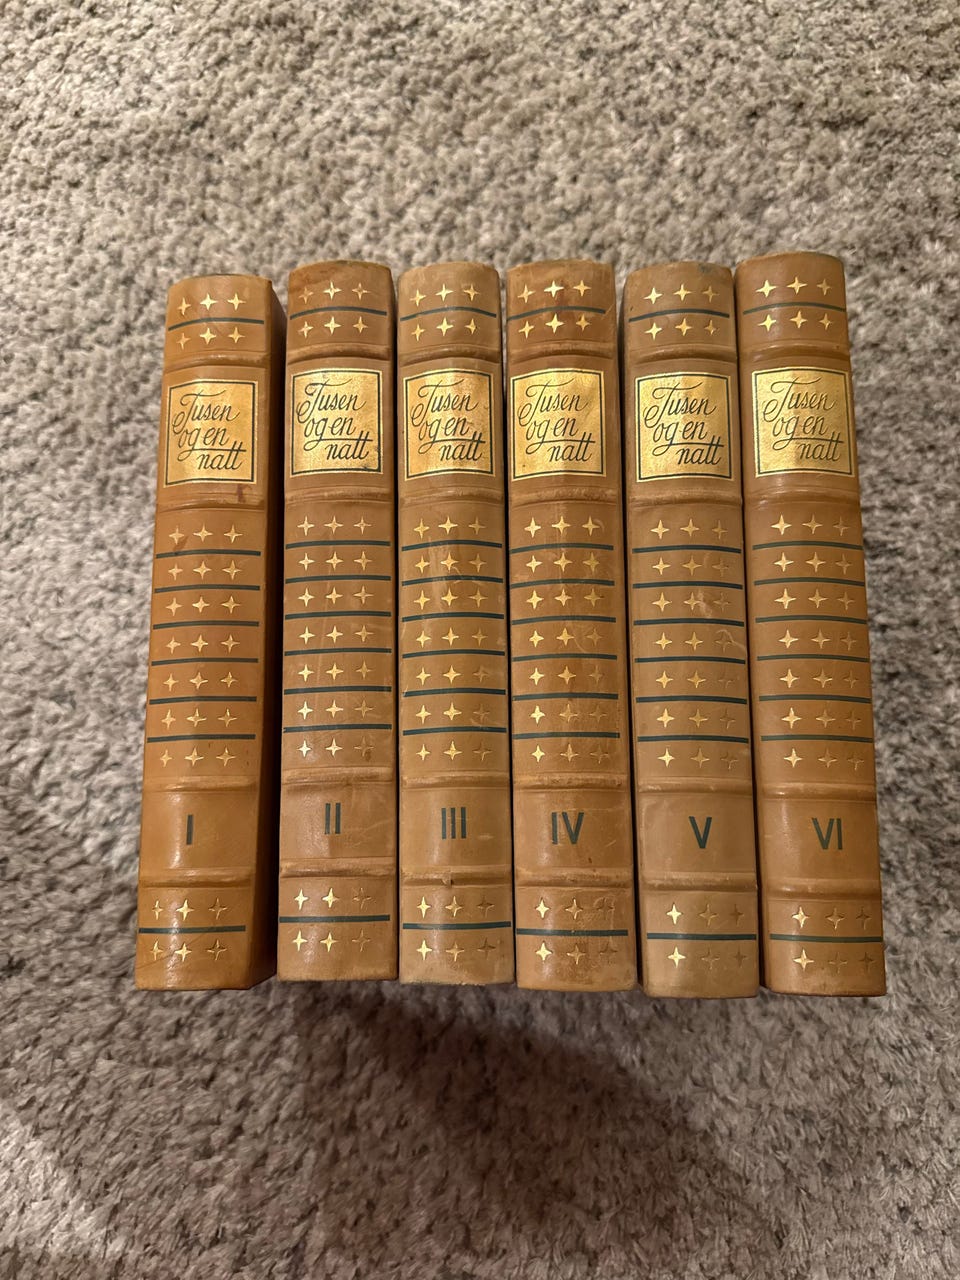 Tusen
og en
natt
I
Tusen
og en
natt
II
Tusen
og en
natt
III
Tusen
og en
natt
IV
Tusen
og en
natt
V
Tusen
og en
natt
VI